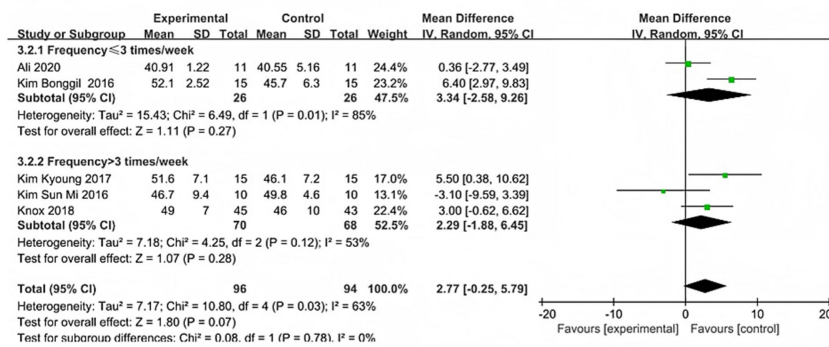 Experimental Control Mean Difference Mean Difference
Study or Subgroup Mean SD Total Mean SD Total Weight IV, Random, 95% CI IV, Random, 95% CI
3.2.1 Frequency≤3 times/week
Ali 2020 40.91 1.22 11 40.55 5.16 11 24.4% 0.36 [-2.77, 3.49]
Kim Bonggil 2016 52.1 2.52 15 45.7 6.3 15 23.2% 6.40 [2.97, 9.83]
Subtotal (95% CI) 26 26 47.5% 3.34 [-2.58, 9.26]
Heterogeneity: Tau² = 15.43; Chi² = 6.49, df = 1 (P = 0.01); I² = 85%
Test for overall effect: Z = 1.11 (P = 0.27)
3.2.2 Frequency>3 times/week
Kim Kyoung 2017 51.6 7.1 15 46.1 7.2 15 17.0% 5.50 [0.38, 10.62]
Kim Sun Mi 2016 46.7 9.4 10 49.8 4.6 10 13.1% -3.10 [-9.59, 3.39]
Knox 2018 49 7 45 46 10 43 22.4% 3.00 [-0.62, 6.62]
Subtotal (95% CI) 70 68 52.5% 2.29 [-1.88, 6.45]
Heterogeneity: Tau² = 7.18; Chi² = 4.25, df = 2 (P = 0.12); I² = 53%
Test for overall effect: Z = 1.07 (P = 0.28)
Total (95% CI) 96 94 100.0% 2.77 [-0.25, 5.79]
Heterogeneity: Tau² = 7.17; Chi² = 10.80, df = 4 (P = 0.03); I² = 63%
Test for overall effect: Z = 1.80 (P = 0.07)
Test for subgroup differences: Chi² = 0.08, df = 1 (P = 0.78), I² = 0%
-20 -10 0 10 20
Favours [experimental] Favours [control]